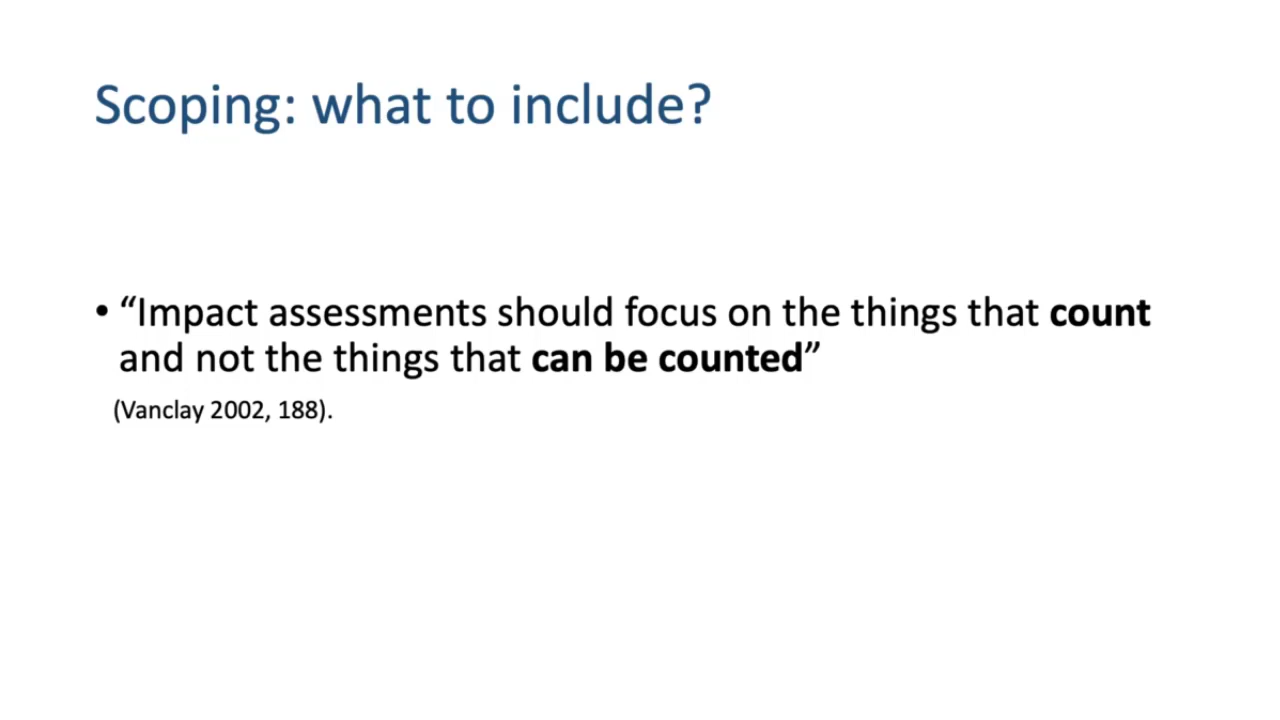 Scoping: what to include?
• “Impact assessments should focus on the things that count
and not the things that can be counted”
(Vanclay 2002, 188).